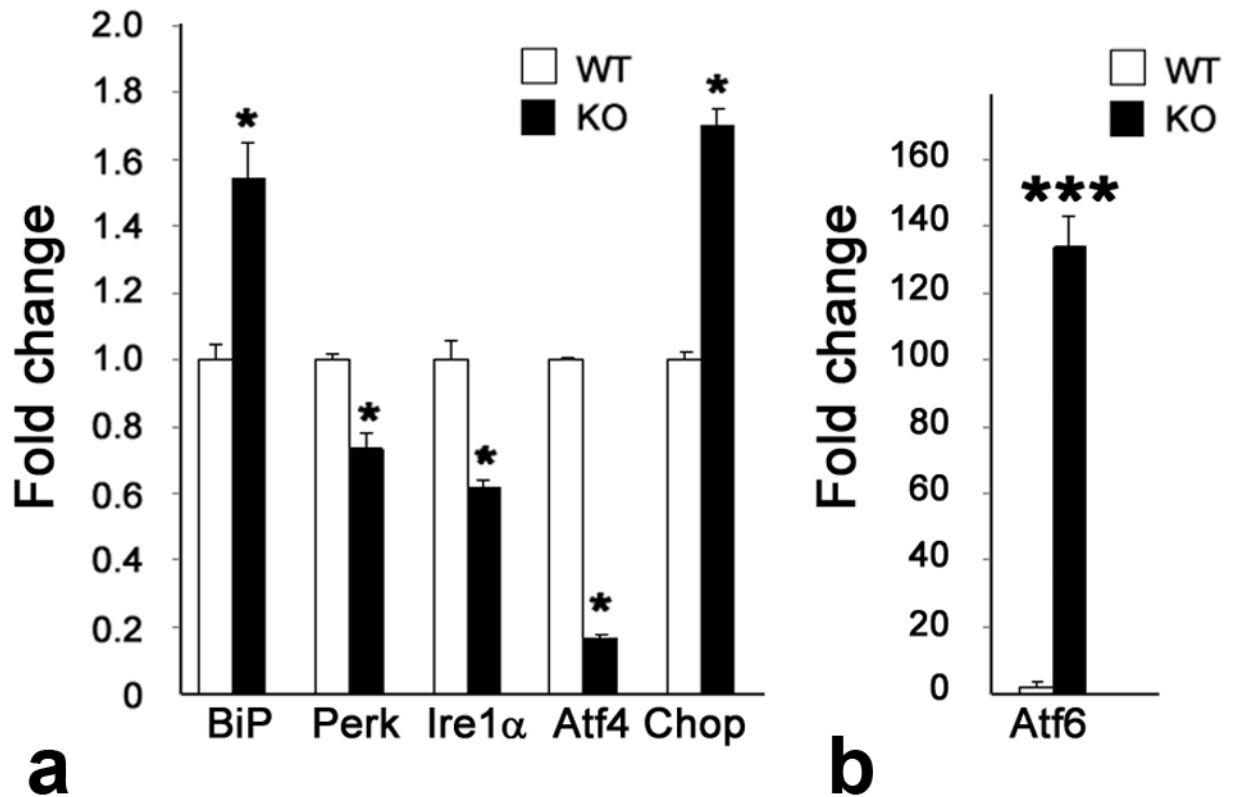 Fold change
2.0
1.8
1.6
1.4
1.2
1.0
0.8
0.6
0.4
0.2
0
WT
KO
*
*
*
*
*
BiP Perk Ire1α Atf4 Chop
a
Fold change
160
140
120
100
80
60
40
20
0
WT
KO
***
Atf6
b